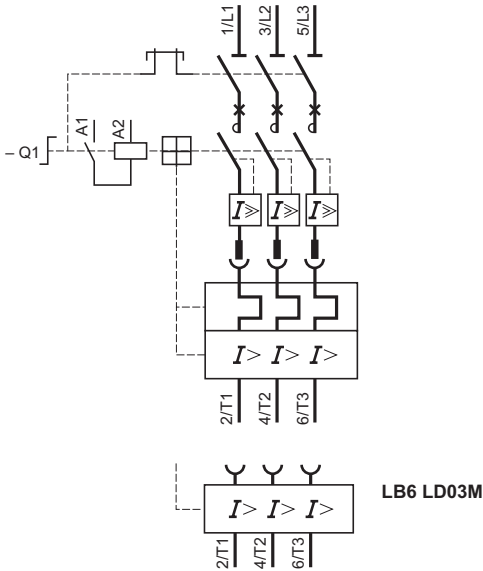 1/L1 3/L2 5/L3
A1 A2
– Q1
I≫ I≫ I≫
I> I> I>
2/T1 4/T2 6/T3
I> I> I>
LB6 LD03M
2/T1 4/T2 6/T3